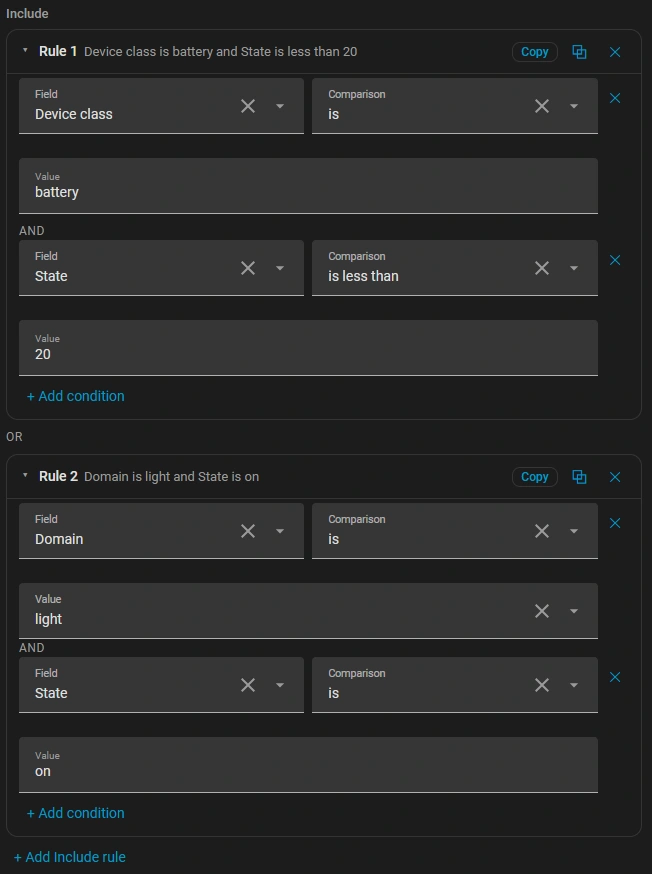 Include
Rule 1 Device class is battery and State is less than 20 Copy
Field Comparison
Device class is
Value
battery
AND
Field Comparison
State is less than
Value
20
+ Add condition
OR
Rule 2 Domain is light and State is on Copy
Field Comparison
Domain is
Value
light
AND
Field Comparison
State is
Value
on
+ Add condition
+ Add Include rule